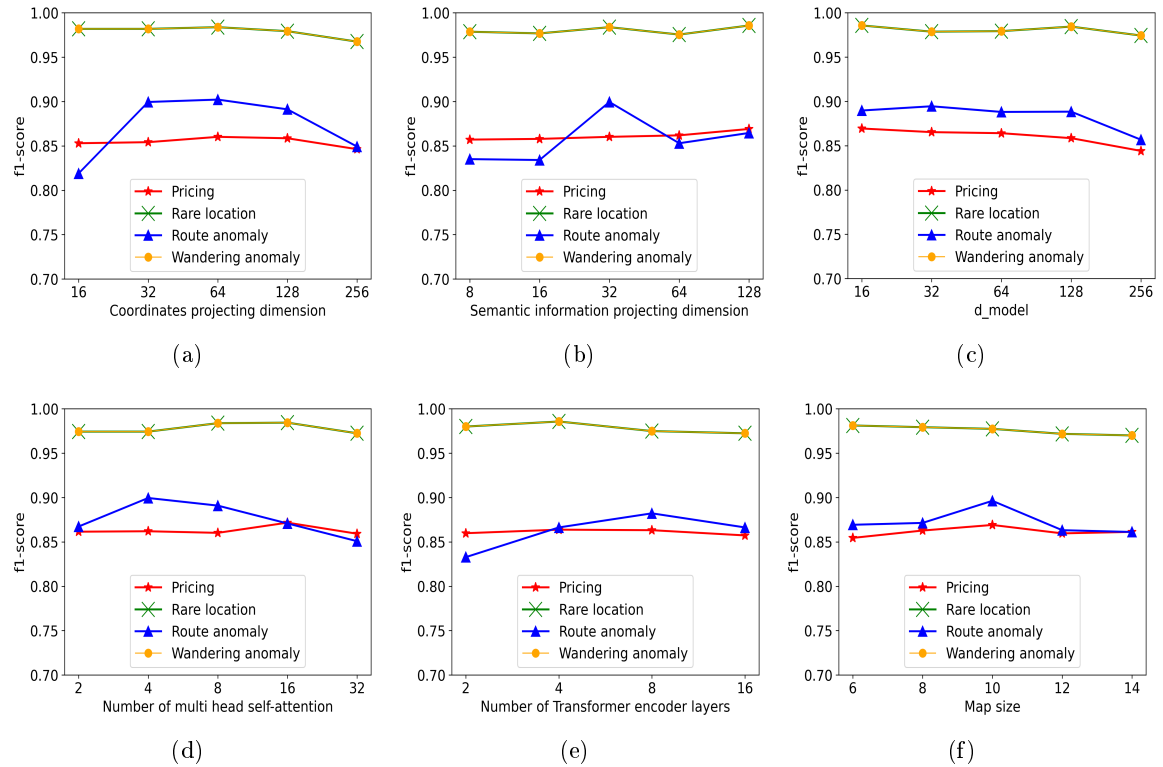 1.00
0.95
0.90
0.85
0.80
0.75
0.70
f1-score
Pricing
Rare location
Route anomaly
Wandering anomaly
16 32 64 128 256
Coordinates projecting dimension
(a)
1.00
0.95
0.90
0.85
0.80
0.75
0.70
f1-score
Pricing
Rare location
Route anomaly
Wandering anomaly
8 16 32 64 128
Semantic information projecting dimension
(b)
1.00
0.95
0.90
0.85
0.80
0.75
0.70
f1-score
Pricing
Rare location
Route anomaly
Wandering anomaly
16 32 64 128 256
d_model
(c)
1.00
0.95
0.90
0.85
0.80
0.75
0.70
f1-score
Pricing
Rare location
Route anomaly
Wandering anomaly
2 4 8 16 32
Number of multi head self-attention
(d)
1.00
0.95
0.90
0.85
0.80
0.75
0.70
f1-score
Pricing
Rare location
Route anomaly
Wandering anomaly
2 4 8 16
Number of Transformer encoder layers
(e)
1.00
0.95
0.90
0.85
0.80
0.75
0.70
f1-score
Pricing
Rare location
Route anomaly
Wandering anomaly
6 8 10 12 14
Map size
(f)